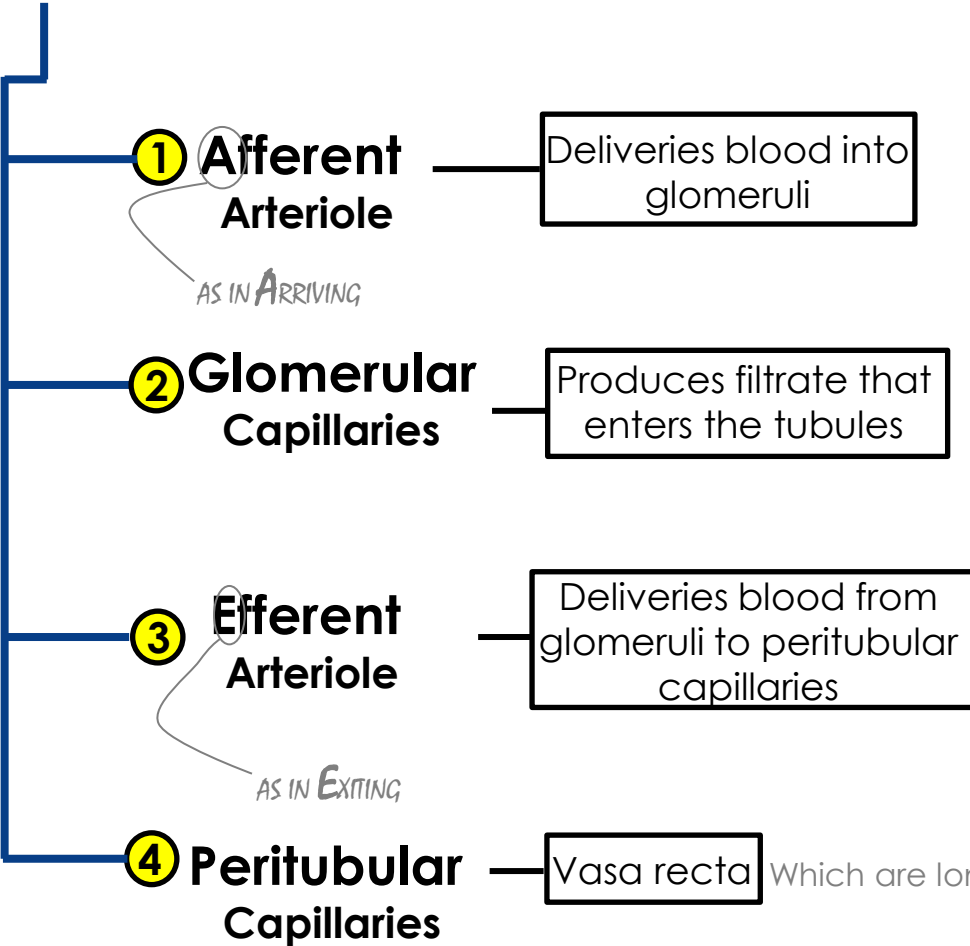 1 Afferent
Arteriole
Deliveries blood into
glomeruli
AS IN ARRIVING
2 Glomerular
Capillaries
Produces filtrate that
enters the tubules
3 Efferent
Arteriole
Deliveries blood from
glomeruli to peritubular
capillaries
AS IN EXITING
4 Peritubular
Capillaries
Vasa recta Which are